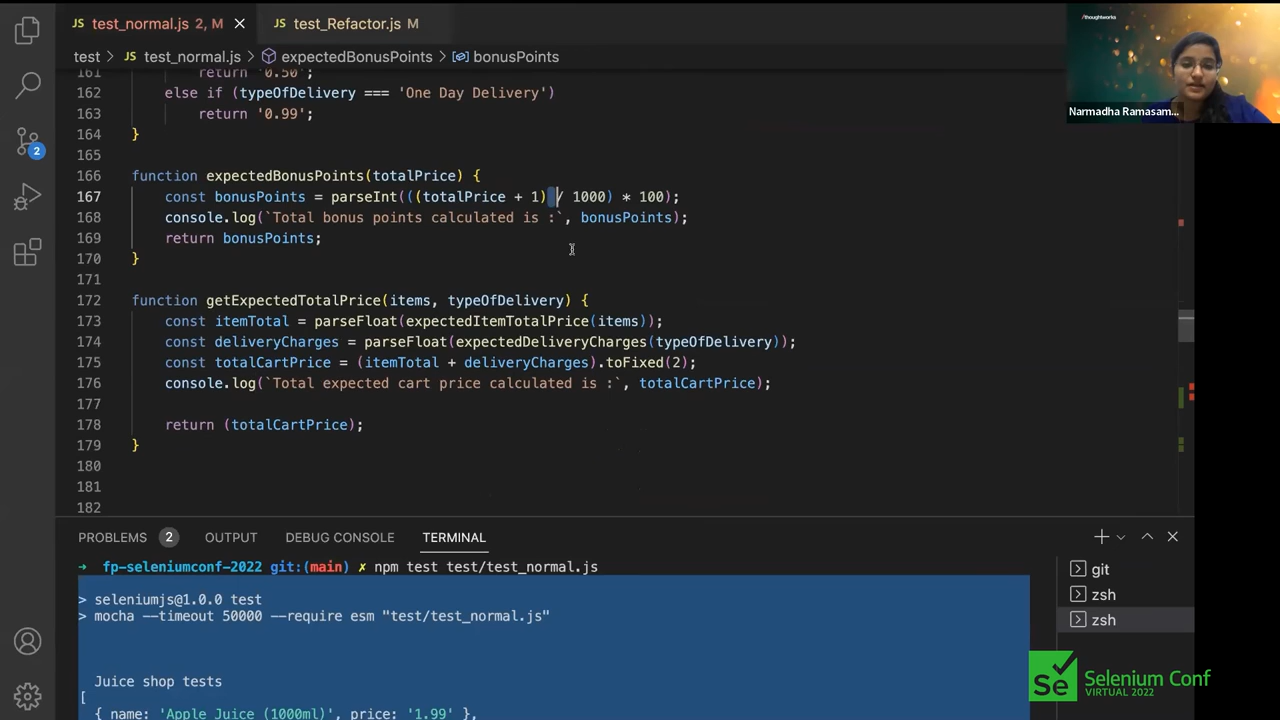 test_normal.js 2, M
test_Refactor.js M
/thoughtworks
test > JS test_normal.js > expectedBonusPoints > bonusPoints
Narmadha Ramasam...
161 return '0.50';
162 else if (typeOfDelivery === 'One Day Delivery')
163 return '0.99';
164 }
165
166 function expectedBonusPoints(totalPrice) {
167 const bonusPoints = parseInt(((totalPrice + 1) / 1000) * 100);
168 console.log(`Total bonus points calculated is :`, bonusPoints);
169 return bonusPoints;
170 }
171
172 function getExpectedTotalPrice(items, typeOfDelivery) {
173 const itemTotal = parseFloat(expectedItemTotalPrice(items));
174 const deliveryCharges = parseFloat(expectedDeliveryCharges(typeOfDelivery));
175 const totalCartPrice = (itemTotal + deliveryCharges).toFixed(2);
176 console.log(`Total expected cart price calculated is :`, totalCartPrice);
177
178 return (totalCartPrice);
179 }
180
181
182
2
PROBLEMS 2 OUTPUT DEBUG CONSOLE TERMINAL
→ fp-seleniumconf-2022 git:(main) ✗ npm test test/test_normal.js
> seleniumjs@1.0.0 test
> mocha --timeout 50000 --require esm "test/test_normal.js"
Juice shop tests
[
{ name: 'Apple Juice (1000ml)', price: '1.99' },
git
zsh
zsh
Se Selenium Conf
VIRTUAL 2022